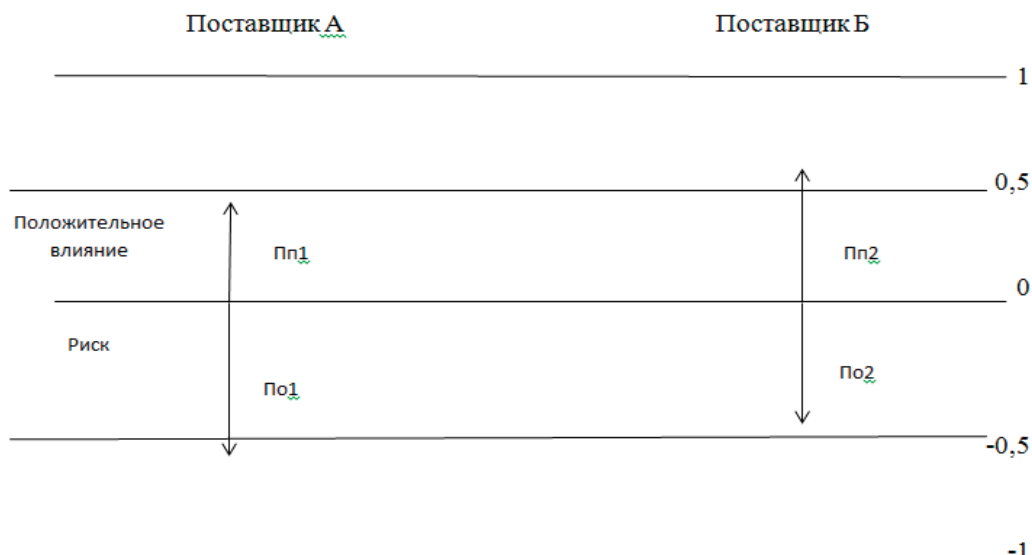 Поставщик А
Поставщик Б
1
0,5
Положительное
влияние
Пп1
Пп2
0
Риск
По1
По2
-0,5
-1